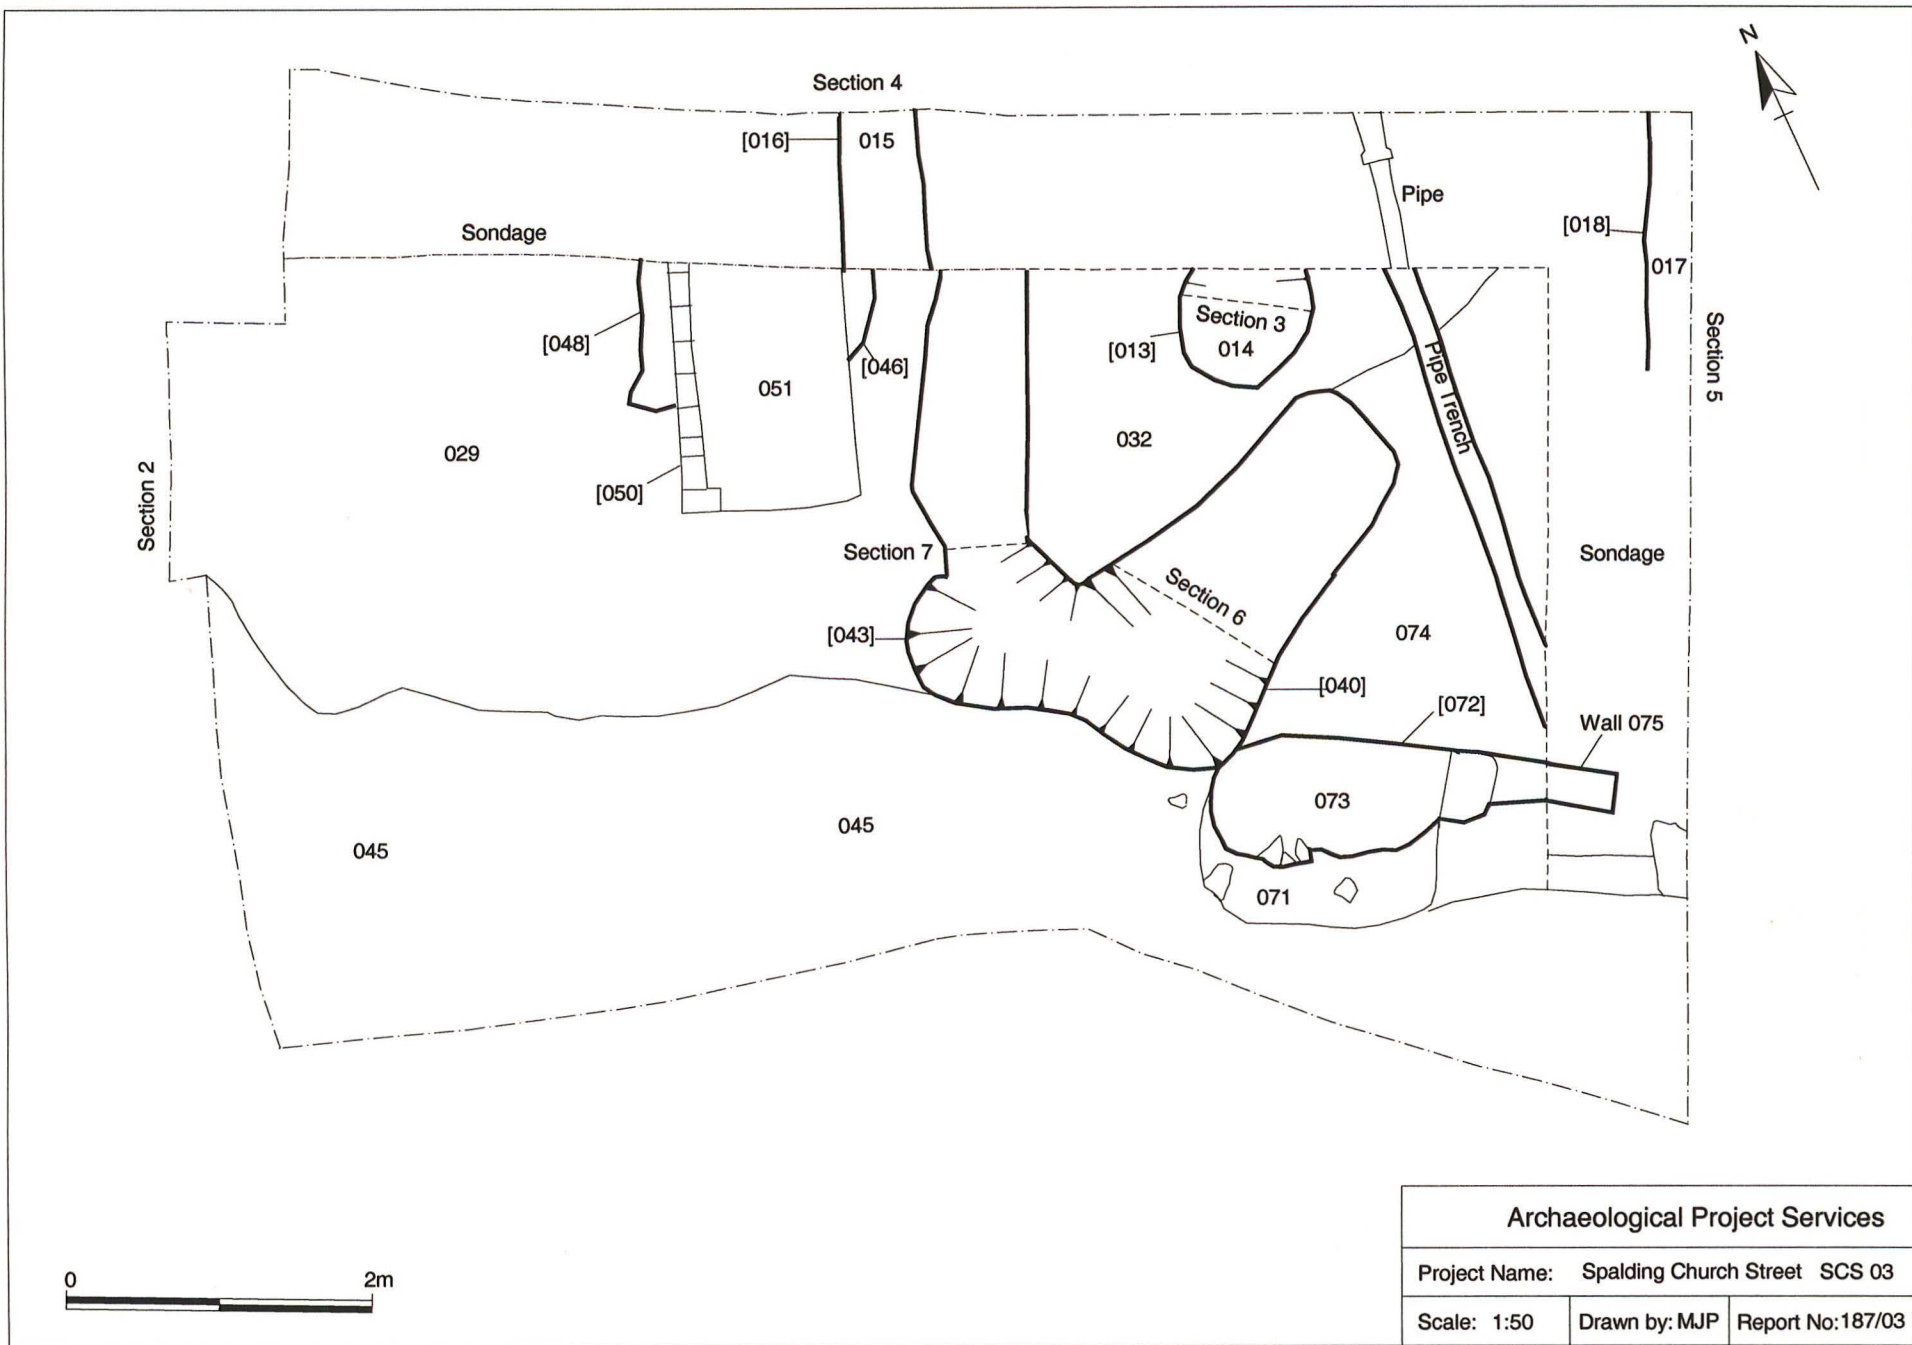 N
Section 4
[016]
015
Pipe
Sondage
[018]
017
[048]
[046]
[013]
Section 3
014
Section 5
051
Pipe Trench
029
032
Section 2
[050]
Section 7
Section 6
Sondage
[043]
074
[040]
[072]
Wall 075
045
045
073
071
0 2m
Archaeological Project Services
Project Name: Spalding Church Street SCS 03
Scale: 1:50 Drawn by: MJP Report No:187/03